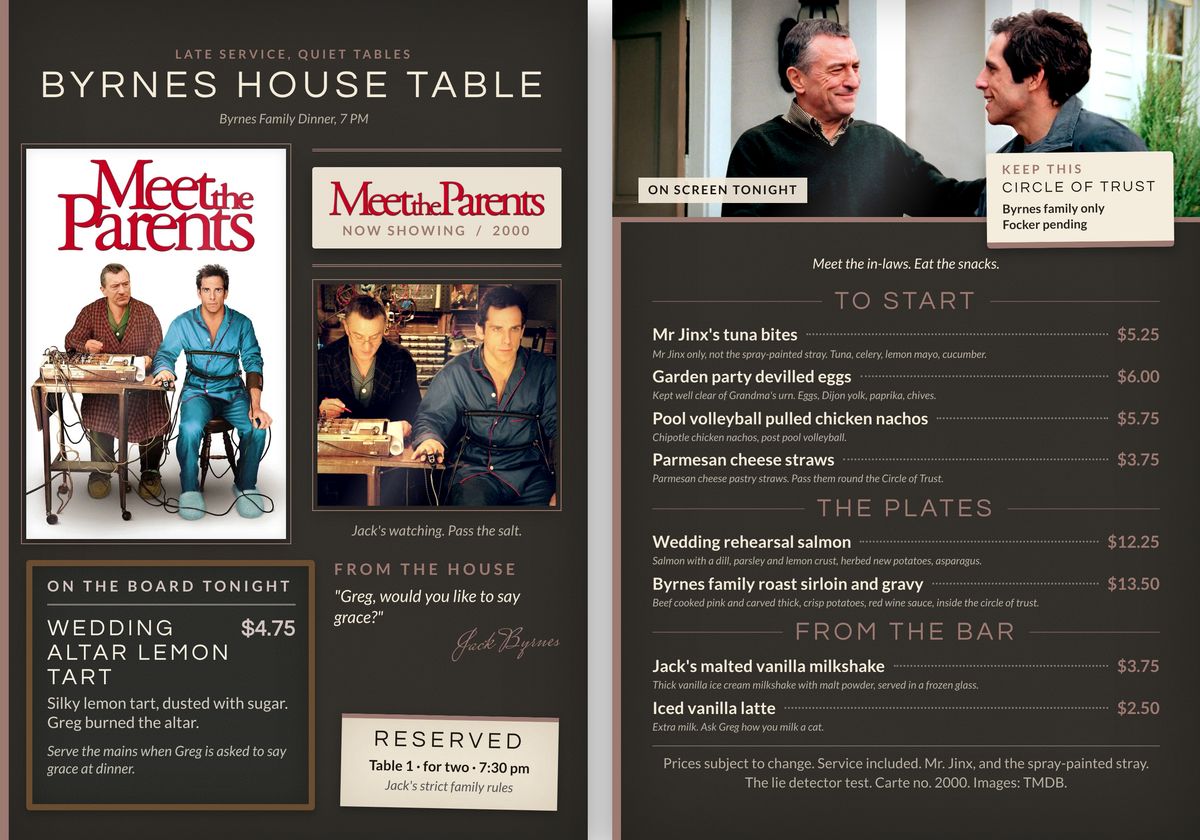 LATE SERVICE, QUIET TABLES
BYRNES HOUSE TABLE
Byrnes Family Dinner, 7 PM
Meet the
Parents
Meet the Parents
NOW SHOWING / 2000
Jack's watching. Pass the salt.
ON THE BOARD TONIGHT
WEDDING $4.75
ALTAR LEMON
TART
Silky lemon tart, dusted with sugar.
Greg burned the altar.
Serve the mains when Greg is asked to say
grace at dinner.
FROM THE HOUSE
"Greg, would you like to say
grace?"
Jack Byrnes
RESERVED
Table 1 · for two · 7:30 pm
Jack's strict family rules
ON SCREEN TONIGHT
KEEP THIS
CIRCLE OF TRUST
Byrnes family only
Focker pending
Meet the in-laws. Eat the snacks.
TO START
Mr Jinx's tuna bites $5.25
Mr Jinx only, not the spray-painted stray. Tuna, celery, lemon mayo, cucumber.
Garden party devilled eggs $6.00
Kept well clear of Grandma's urn. Eggs, Dijon yolk, paprika, chives.
Pool volleyball pulled chicken nachos $5.75
Chipotle chicken nachos, post pool volleyball.
Parmesan cheese straws $3.75
Parmesan cheese pastry straws. Pass them round the Circle of Trust.
THE PLATES
Wedding rehearsal salmon $12.25
Salmon with a dill, parsley and lemon crust, herbed new potatoes, asparagus.
Byrnes family roast sirloin and gravy $13.50
Beef cooked pink and carved thick, crisp potatoes, red wine sauce, inside the circle of trust.
FROM THE BAR
Jack's malted vanilla milkshake $3.75
Thick vanilla ice cream milkshake with malt powder, served in a frozen glass.
Iced vanilla latte $2.50
Extra milk. Ask Greg how you milk a cat.
Prices subject to change. Service included. Mr. Jinx, and the spray-painted stray.
The lie detector test. Carte no. 2000. Images: TMDB.